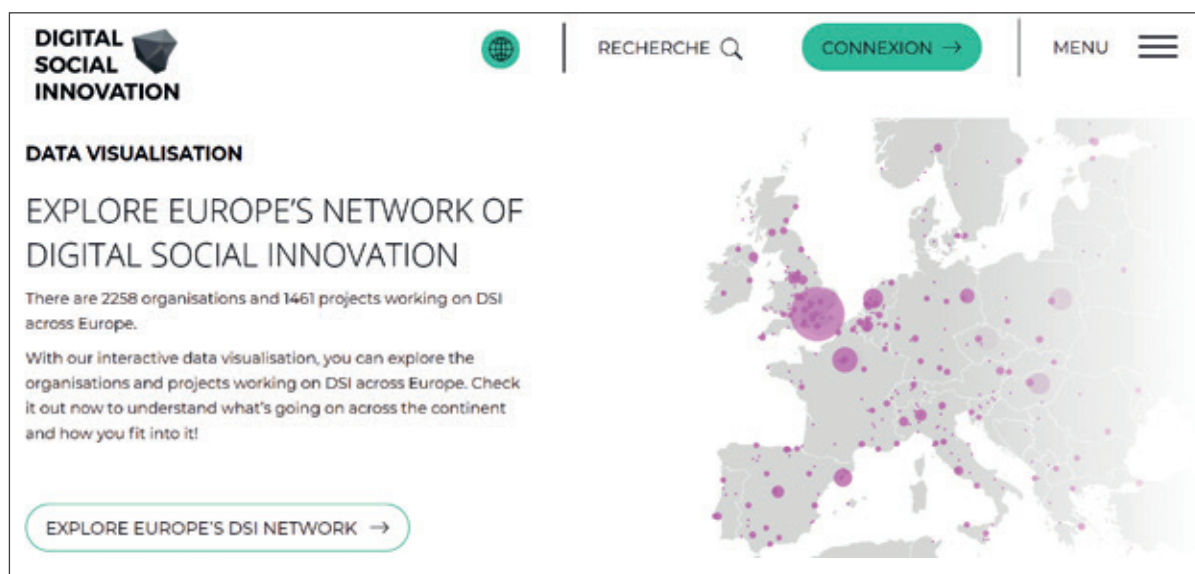 DIGITAL
SOCIAL
INNOVATION
RECHERCHE
CONNEXION →
MENU
DATA VISUALISATION
EXPLORE EUROPE'S NETWORK OF
DIGITAL SOCIAL INNOVATION
There are 2258 organisations and 1461 projects working on DSI
across Europe.
With our interactive data visualisation, you can explore the
organisations and projects working on DSI across Europe. Check
it out now to understand what's going on across the continent
and how you fit into it!
EXPLORE EUROPE'S DSI NETWORK →